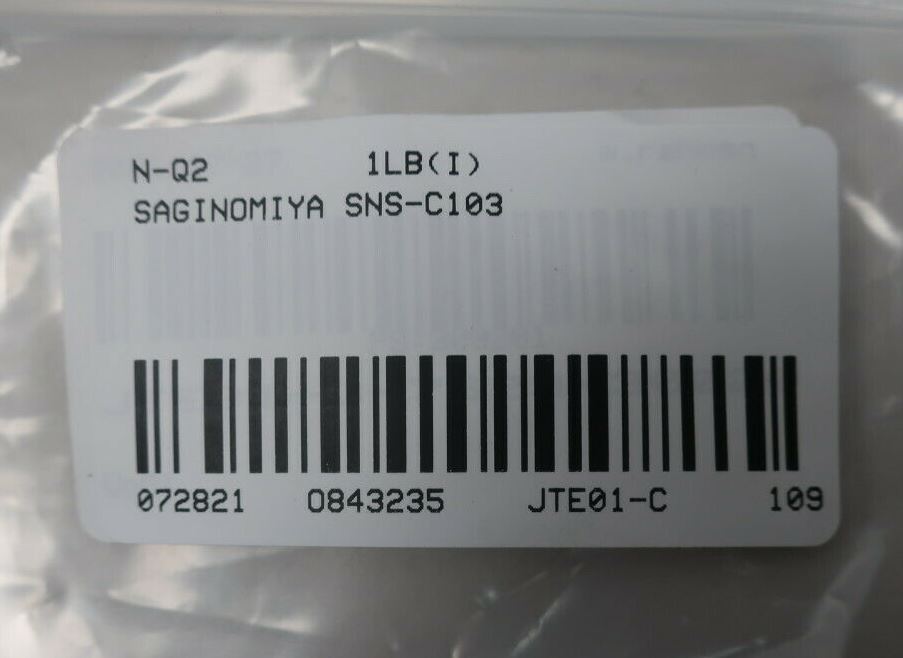 N-Q2 1LB(I)
SAGINOMIYA SNS-C103
072821 0843235 JTE01-C 109